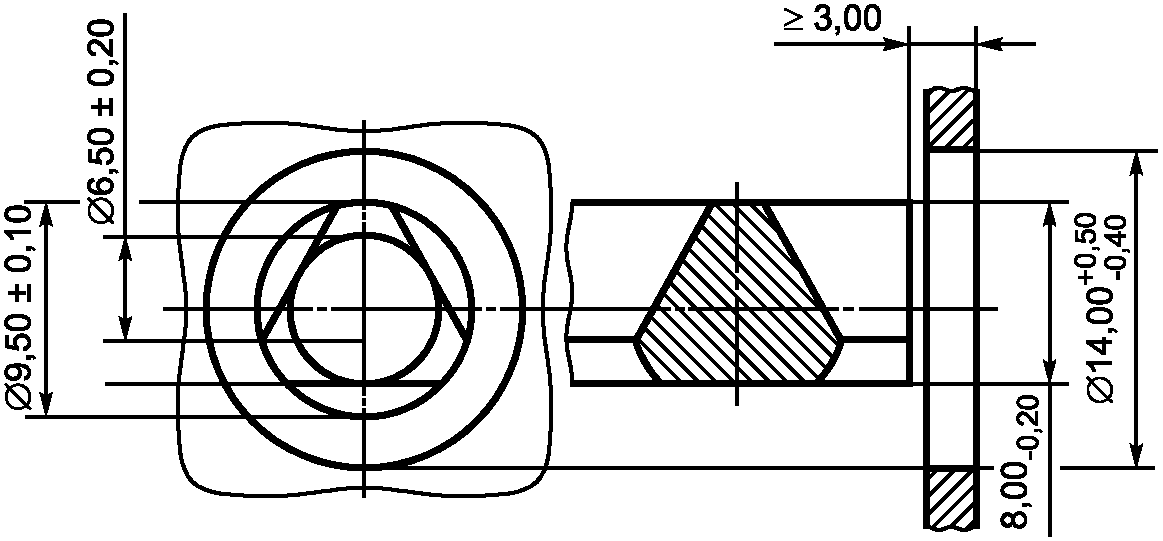 ≥ 3,00
Ø6,50 ± 0,20
Ø9,50 ± 0,10
Ø14,00+0,50 -0,40
8,00-0,20